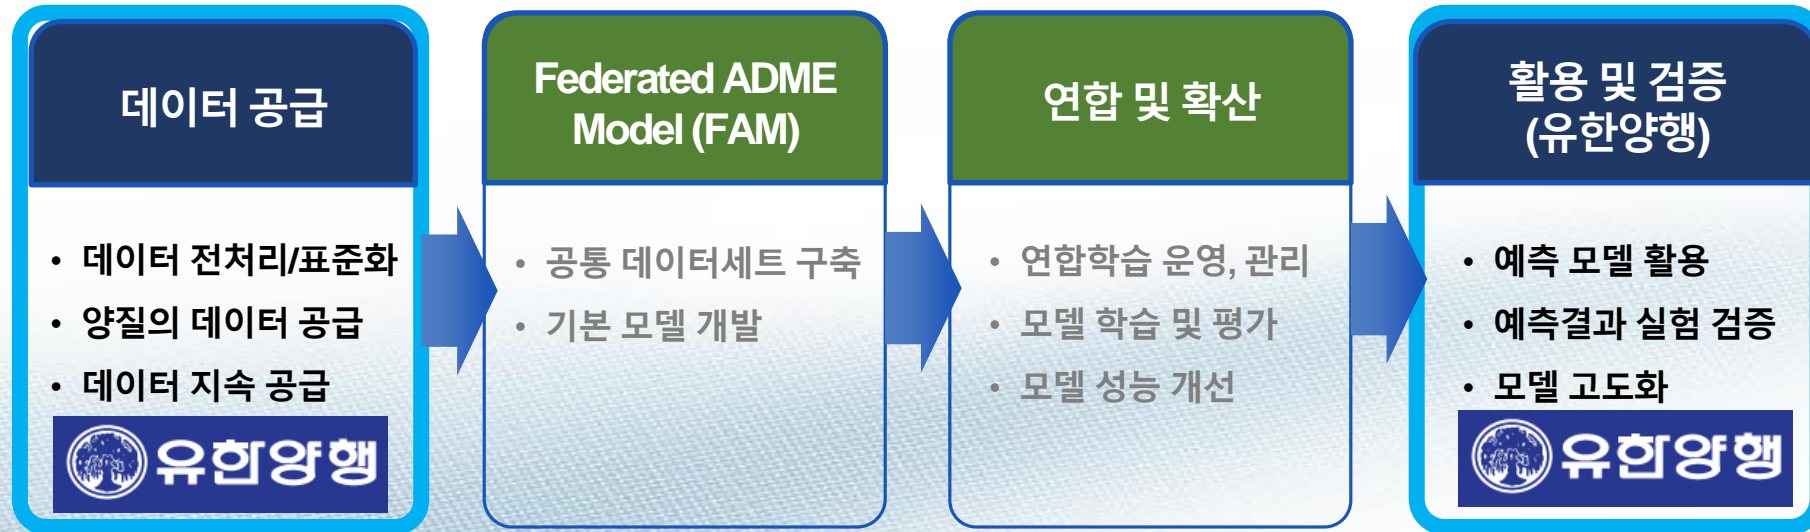 데이터 공급
• 데이터 전처리/표준화
• 양질의 데이터 공급
• 데이터 지속 공급
유한양행
Federated ADME
Model (FAM)
• 공통 데이터세트 구축
• 기본 모델 개발
연합 및 확산
• 연합학습 운영, 관리
• 모델 학습 및 평가
• 모델 성능 개선
활용 및 검증
(유한양행)
• 예측 모델 활용
• 예측결과 실험 검증
• 모델 고도화
유한양행